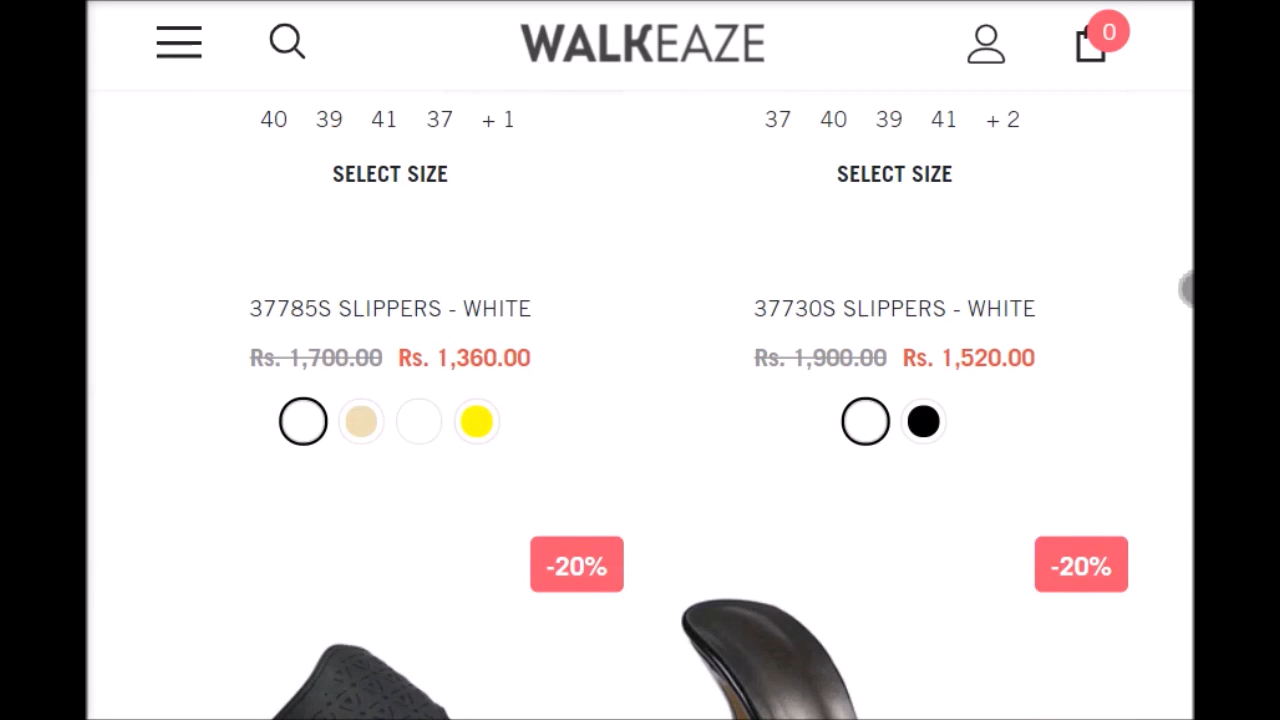 WALKEAZE
0
40 39 41 37 + 1
37 40 39 41 + 2
SELECT SIZE
SELECT SIZE
37785S SLIPPERS - WHITE
Rs. 1,700.00 Rs. 1,360.00
37730S SLIPPERS - WHITE
Rs. 1,900.00 Rs. 1,520.00
-20%
-20%